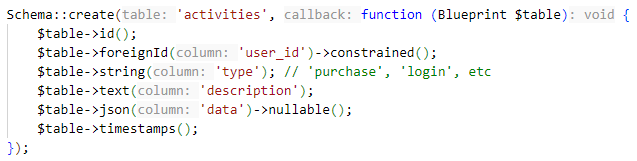 Schema::create(table: 'activities', callback: function (Blueprint $table): void {
    $table->id();
    $table->foreignId(column: 'user_id')->constrained();
    $table->string(column: 'type'); // 'purchase', 'login', etc
    $table->text(column: 'description');
    $table->json(column: 'data')->nullable();
    $table->timestamps();
});